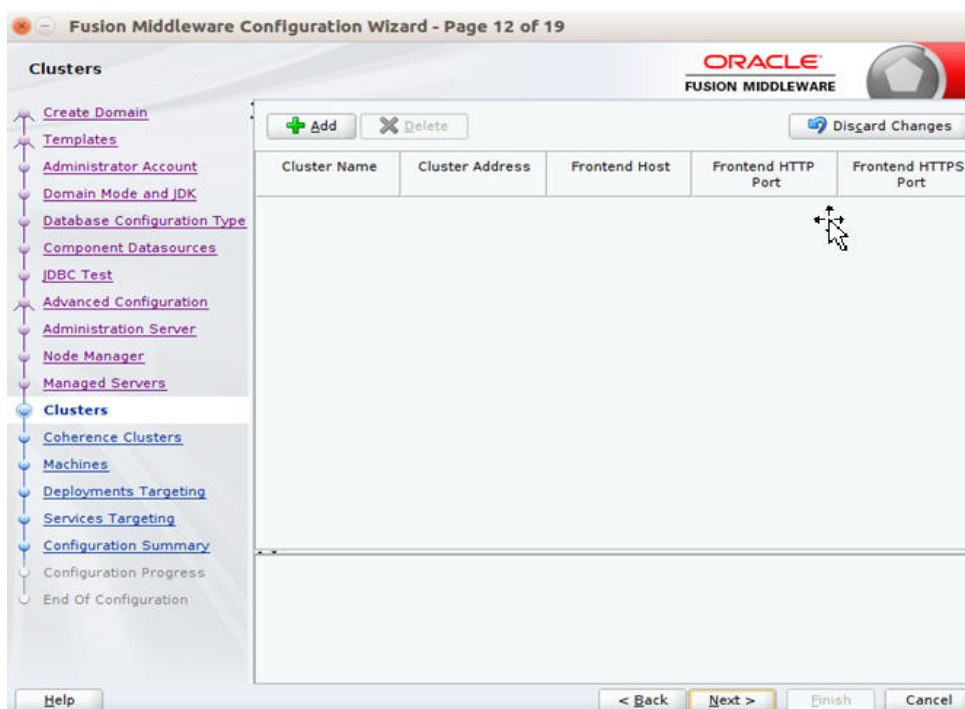 Fusion Middleware Configuration Wizard - Page 12 of 19
Clusters
ORACLE
FUSION MIDDLEWARE
Create Domain
Templates
Administrator Account
Domain Mode and JDK
Database Configuration Type
Component Datasources
JDBC Test
Advanced Configuration
Administration Server
Node Manager
Managed Servers
Clusters
Coherence Clusters
Machines
Deployments Targeting
Services Targeting
Configuration Summary
Configuration Progress
End Of Configuration
Add Delete Discard Changes
Cluster Name Cluster Address Frontend Host Frontend HTTP Port Frontend HTTPS Port
Help < Back Next > Finish Cancel